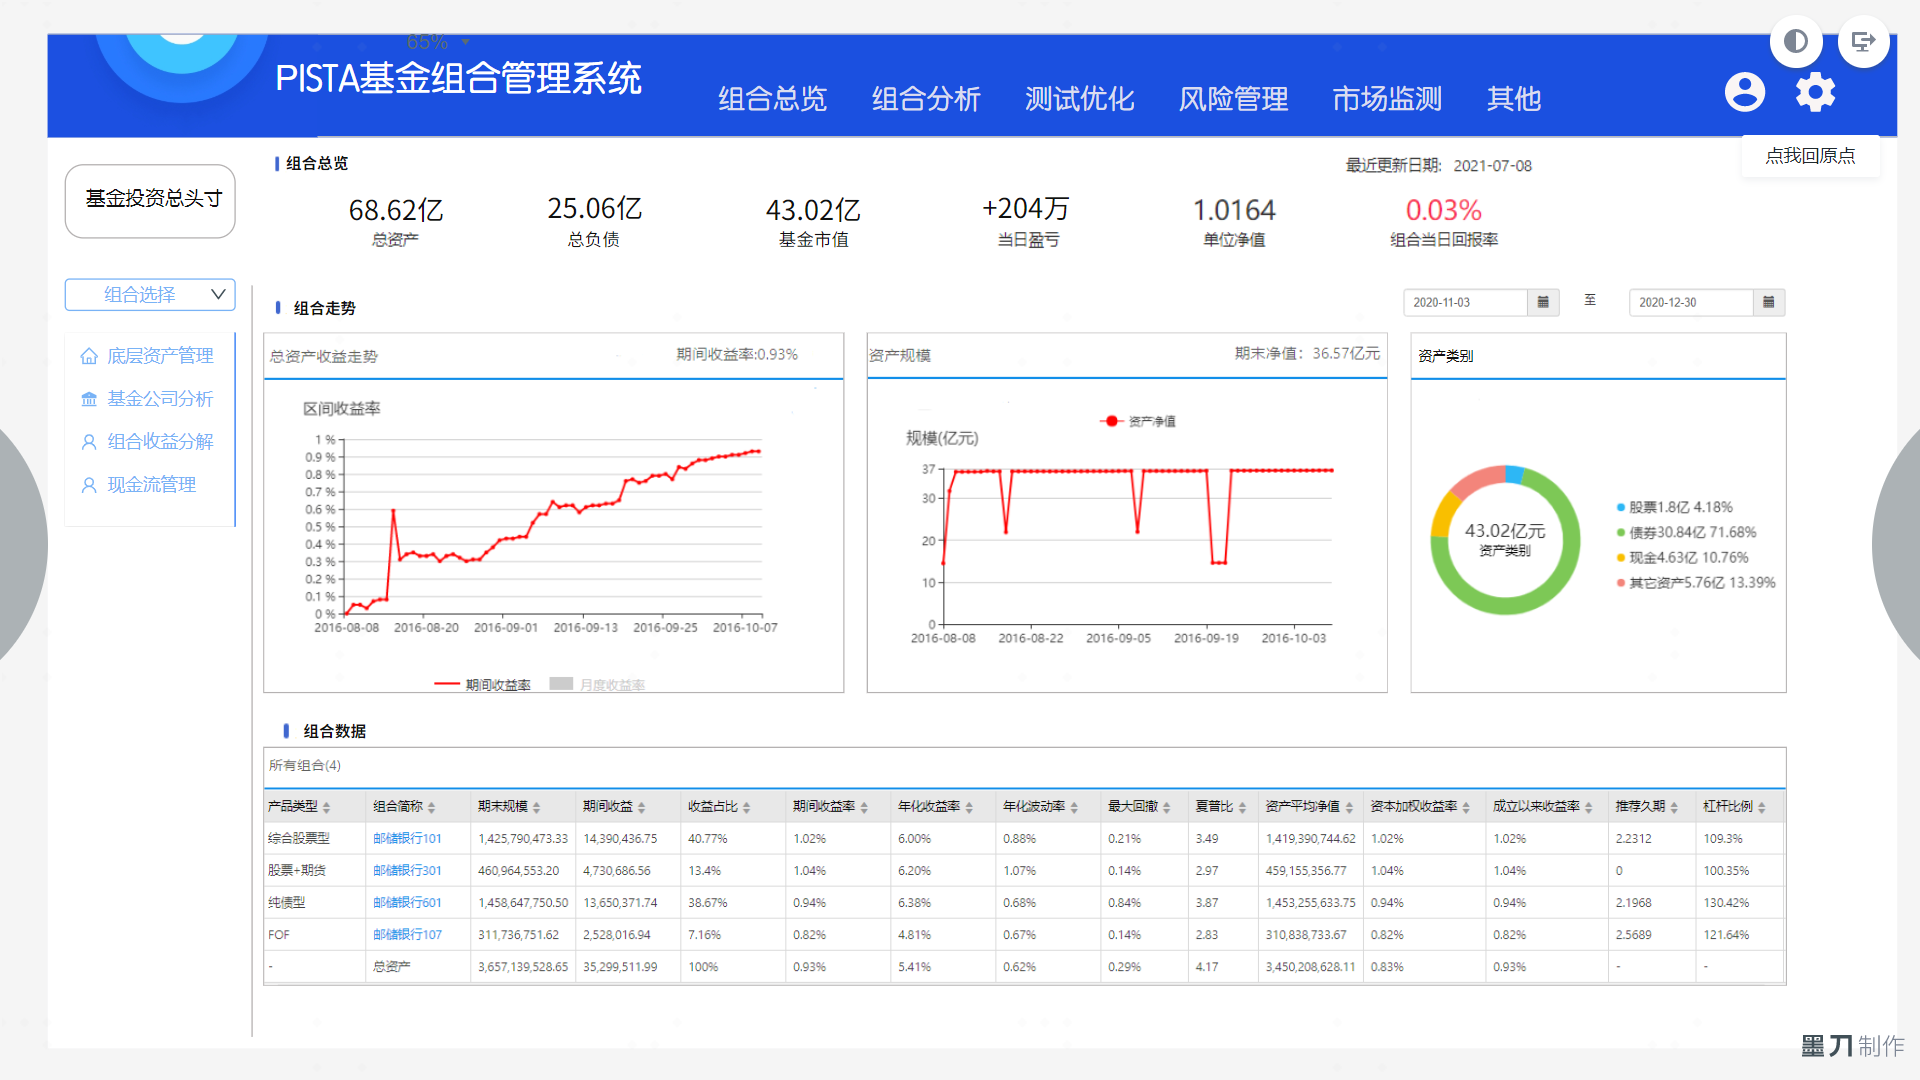 65%
PISTA基金组合管理系统
组合总览 组合分析 测试优化 风险管理 市场监测 其他
点我回原点
基金投资总头寸
组合总览
最近更新日期: 2021-07-08
68.62亿 25.06亿 43.02亿 +204万 1.0164 0.03%
总资产 总负债 基金市值 当日盈亏 单位净值 组合当日回报率
组合选择
底层资产管理
基金公司分析
组合收益分解
现金流管理
组合走势
2020-11-03 至 2020-12-30
总资产收益走势 期间收益率:0.93%
区间收益率
1 %
0.9 %
0.8 %
0.7 %
0.6 %
0.5 %
0.4 %
0.3 %
0.2 %
0.1 %
0 %
2016-08-08 2016-08-20 2016-09-01 2016-09-13 2016-09-25 2016-10-07
期间收益率 月度收益率
资产规模 期末净值：36.57亿元
资产净值
规模(亿元)
37
30
20
10
0
2016-08-08 2016-08-22 2016-09-05 2016-09-19 2016-10-03
资产类别
43.02亿元
资产类别
股票1.8亿 4.18%
债券30.84亿 71.68%
现金4.63亿 10.76%
其它资产5.76亿 13.39%
组合数据
所有组合(4)
产品类型 组合简称 期末规模 期间收益 收益占比 期间收益率 年化收益率 年化波动率 最大回撤 夏普比 资产平均净值 资本加权收益率 成立以来收益率 推荐久期 杠杆比例
综合股票型 邮储银行101 1,425,790,473.33 14,390,436.75 40.77% 1.02% 6.00% 0.88% 0.21% 3.49 1,419,390,744.62 1.02% 1.02% 2.2312 109.3%
股票+期货 邮储银行301 460,964,553.20 4,730,686.56 13.4% 1.04% 6.20% 1.07% 0.14% 2.97 459,155,356.77 1.04% 1.04% 0 100.35%
纯债型 邮储银行601 1,458,647,750.50 13,650,371.74 38.67% 0.94% 6.38% 0.68% 0.84% 3.87 1,453,255,633.75 0.94% 0.94% 2.1968 130.42%
FOF 邮储银行107 311,736,751.62 2,528,016.94 7.16% 0.82% 4.81% 0.67% 0.14% 2.83 310,838,733.67 0.82% 0.82% 2.5689 121.64%
- 总资产 3,657,139,528.65 35,299,511.99 100% 0.93% 5.41% 0.62% 0.29% 4.17 3,450,208,628.11 0.83% 0.93% - -
墨刀制作